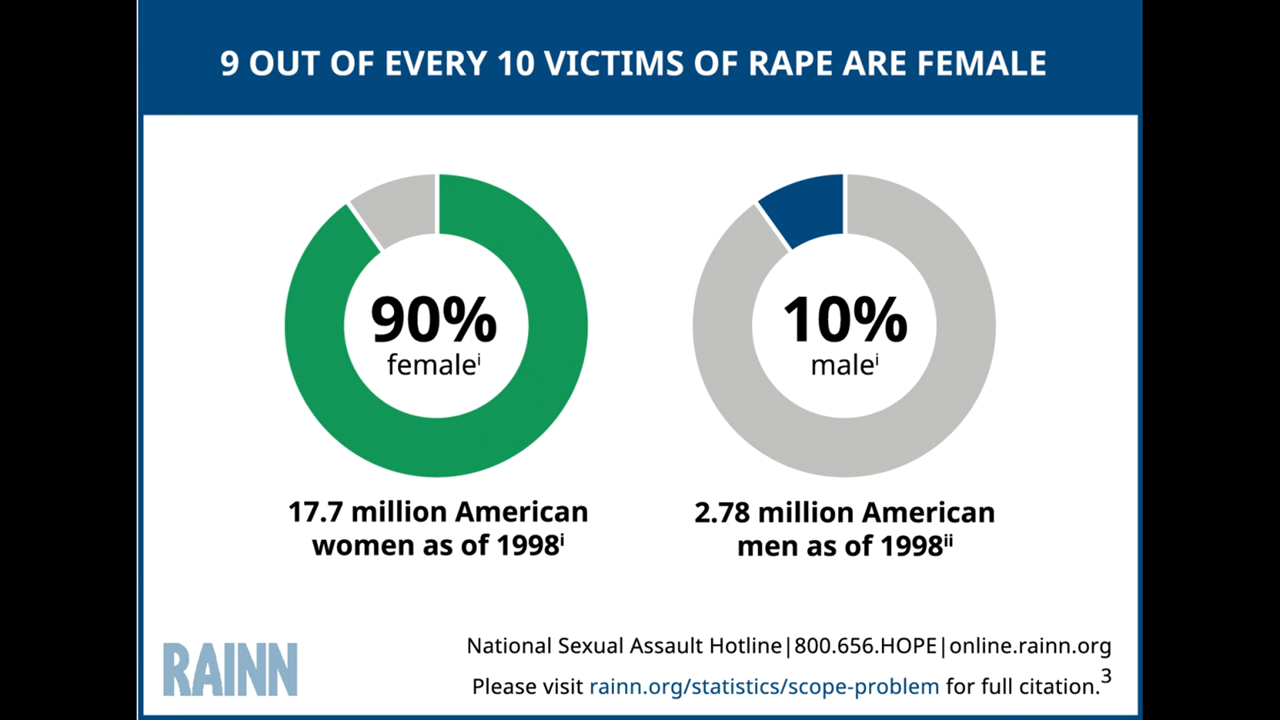 9 OUT OF EVERY 10 VICTIMS OF RAPE ARE FEMALE
90%
femaleⁱ
17.7 million American
women as of 1998ⁱ
10%
maleⁱ
2.78 million American
men as of 1998ⁱⁱ
RAINN
National Sexual Assault Hotline|800.656.HOPE|online.rainn.org
Please visit rainn.org/statistics/scope-problem for full citation.³